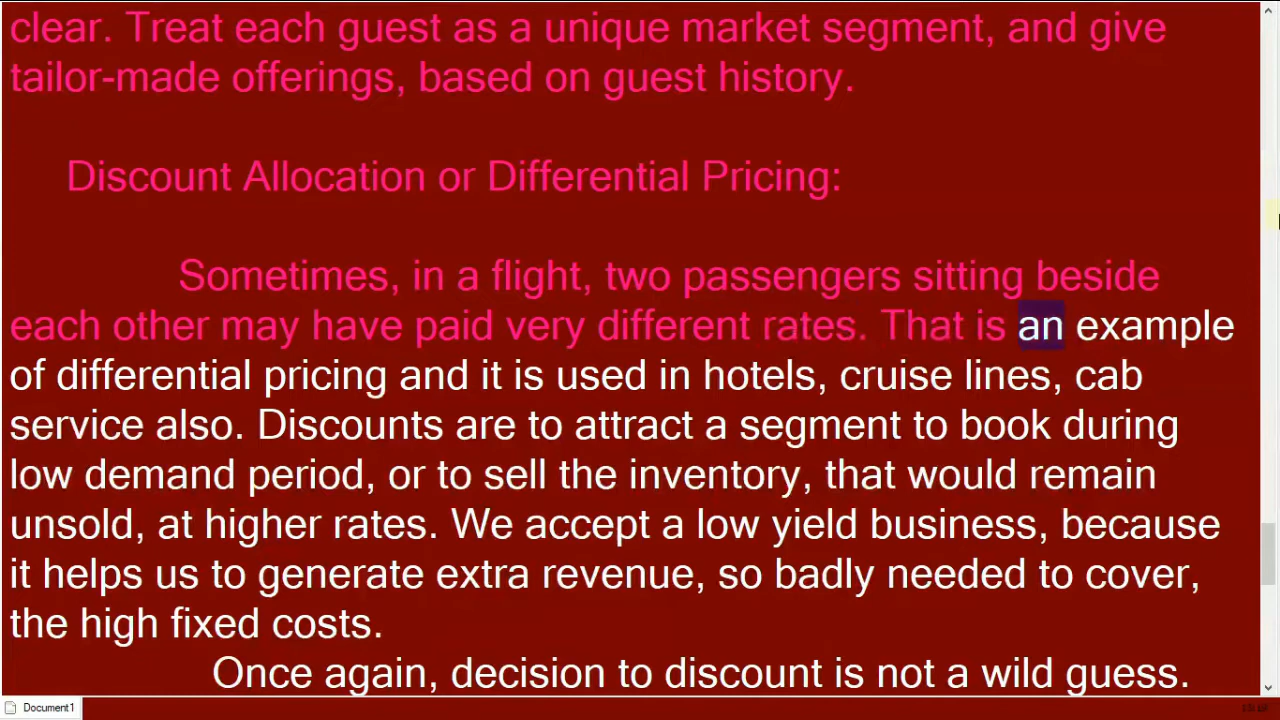 clear. Treat each guest as a unique market segment, and give
tailor-made offerings, based on guest history.
Discount Allocation or Differential Pricing:
Sometimes, in a flight, two passengers sitting beside
each other may have paid very different rates. That is an example
of differential pricing and it is used in hotels, cruise lines, cab
service also. Discounts are to attract a segment to book during
low demand period, or to sell the inventory, that would remain
unsold, at higher rates. We accept a low yield business, because
it helps us to generate extra revenue, so badly needed to cover,
the high fixed costs.
Once again, decision to discount is not a wild guess.
Document1